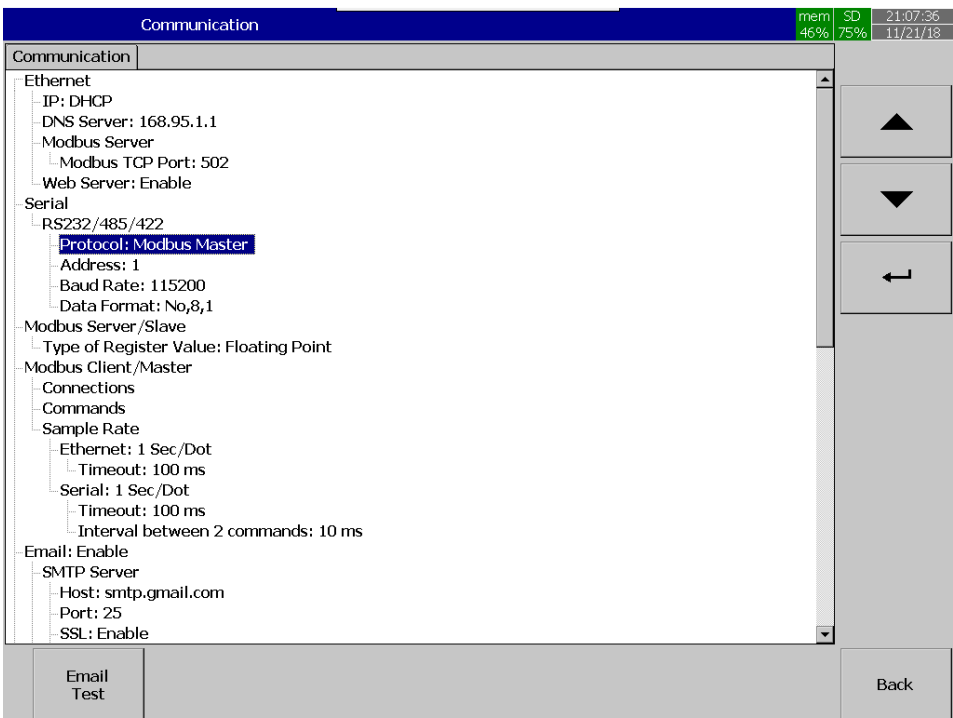 Communication
mem SD 21:07:36
46% 75% 11/21/18
Communication
Ethernet
IP: DHCP
DNS Server: 168.95.1.1
Modbus Server
Modbus TCP Port: 502
Web Server: Enable
Serial
RS232/485/422
Protocol: Modbus Master
Address: 1
Baud Rate: 115200
Data Format: No,8,1
Modbus Server/Slave
Type of Register Value: Floating Point
Modbus Client/Master
Connections
Commands
Sample Rate
Ethernet: 1 Sec/Dot
Timeout: 100 ms
Serial: 1 Sec/Dot
Timeout: 100 ms
Interval between 2 commands: 10 ms
Email: Enable
SMTP Server
Host: smtp.gmail.com
Port: 25
SSL: Enable
Email
Test
Back